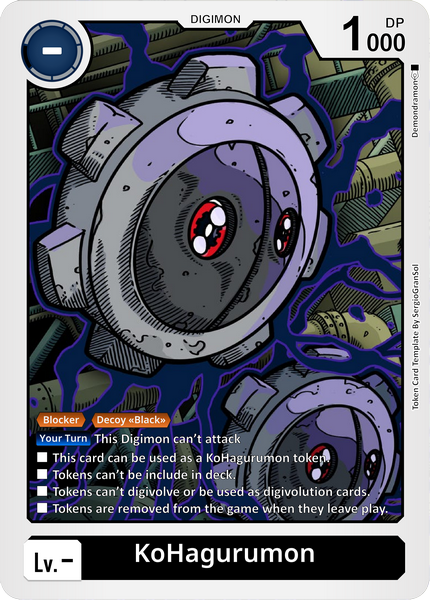 DIGIMON
DP
1000
-
Demondramon©
Token Card Template By SergioGranSol
Blocker Decoy «Black»
Your Turn This Digimon can't attack
This card can be used as a KoHagurumon token.
Tokens can't be include in deck.
Tokens can't digivolve or be used as digivolution cards.
Tokens are removed from the game when they leave play.
Lv.-
KoHagurumon